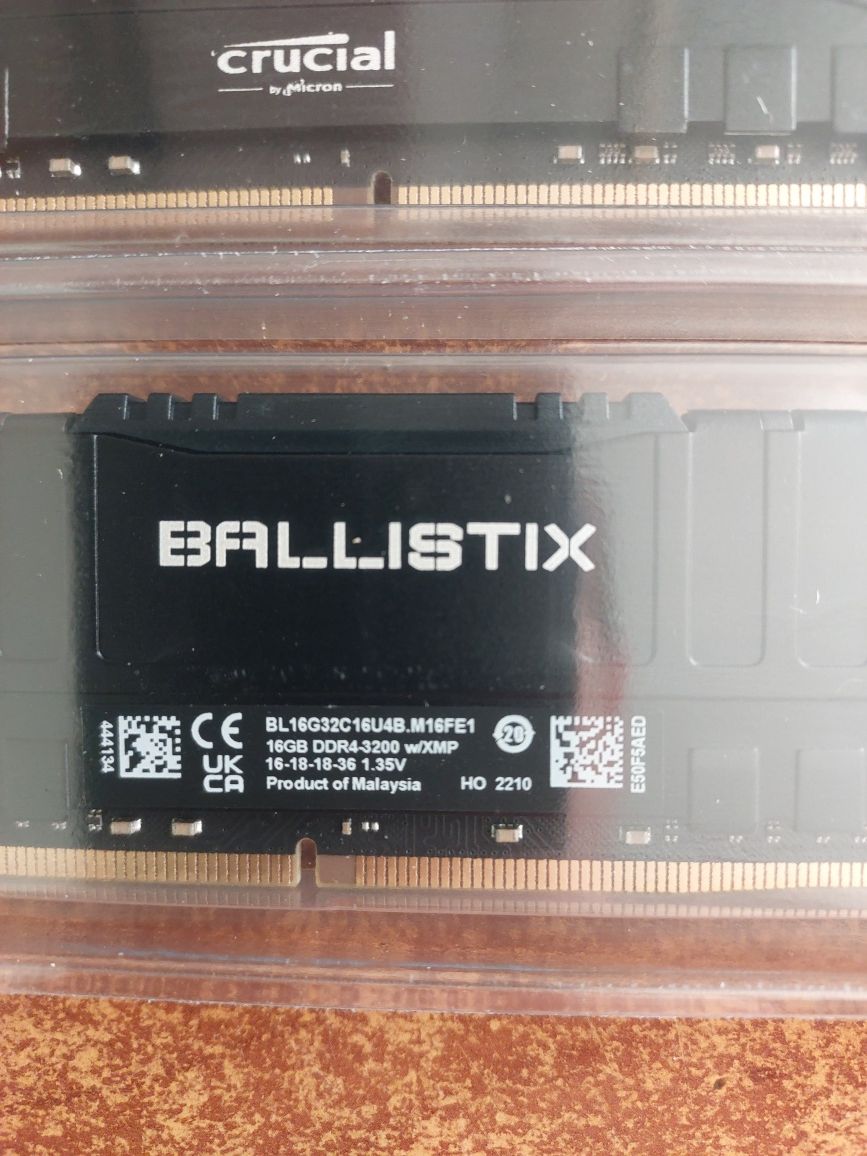 crucial
by Micron
BALLISTIX
444134
CE
UK
CA
BL16G32C16U4B.M16FE1
16GB DDR4-3200 w/XMP
16-18-18-36 1.35V
Product of Malaysia HO 2210
20
E50F5AED